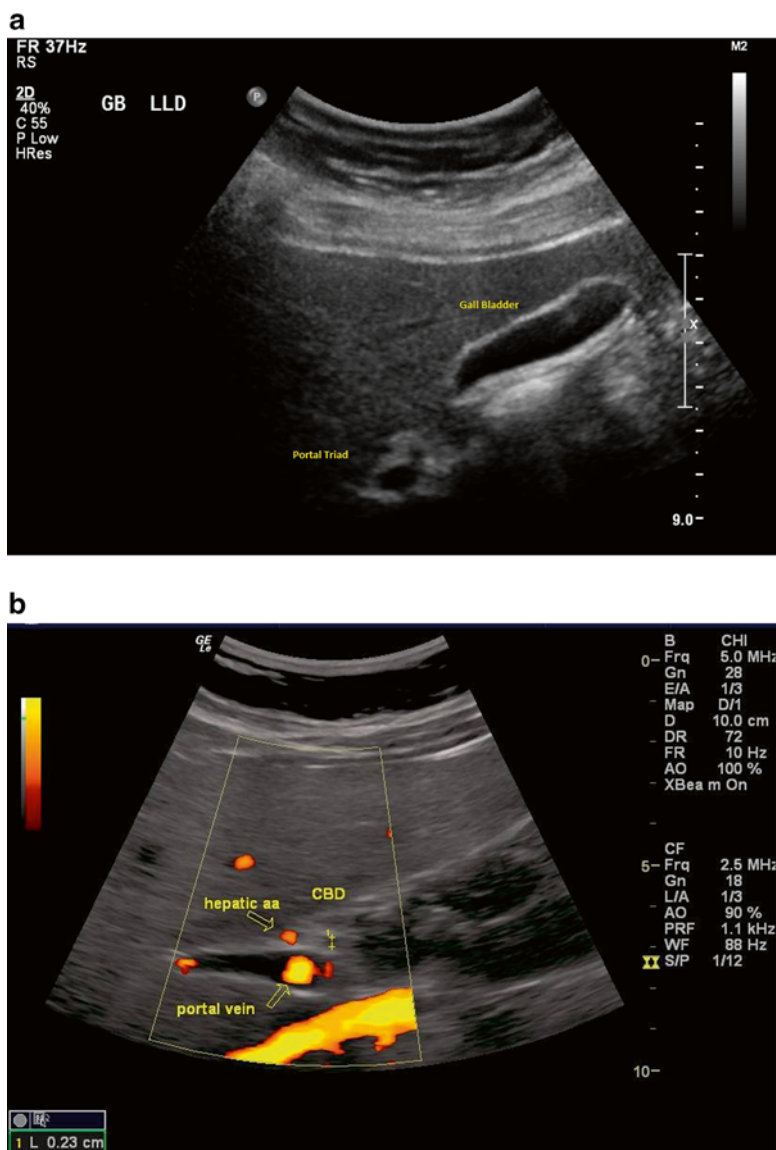 a
FR 37Hz
RS
2D
40%
C 55
P Low
HRes
GB LLD
P
M2
Gall Bladder
X
Portal Triad
9.0
b
GE
Le
B CHI
Frq 5.0 MHz
Gn 28
E/A 1/3
Map D/1
D 10.0 cm
DR 72
FR 10 Hz
AO 100 %
XBeam On
CF
Frq 2.5 MHz
Gn 18
L/A 1/3
AO 90 %
PRF 1.1 kHz
WF 88 Hz
S/P 1/12
0
5
10
CBD
hepatic aa
1
portal vein
1 L 0.23 cm